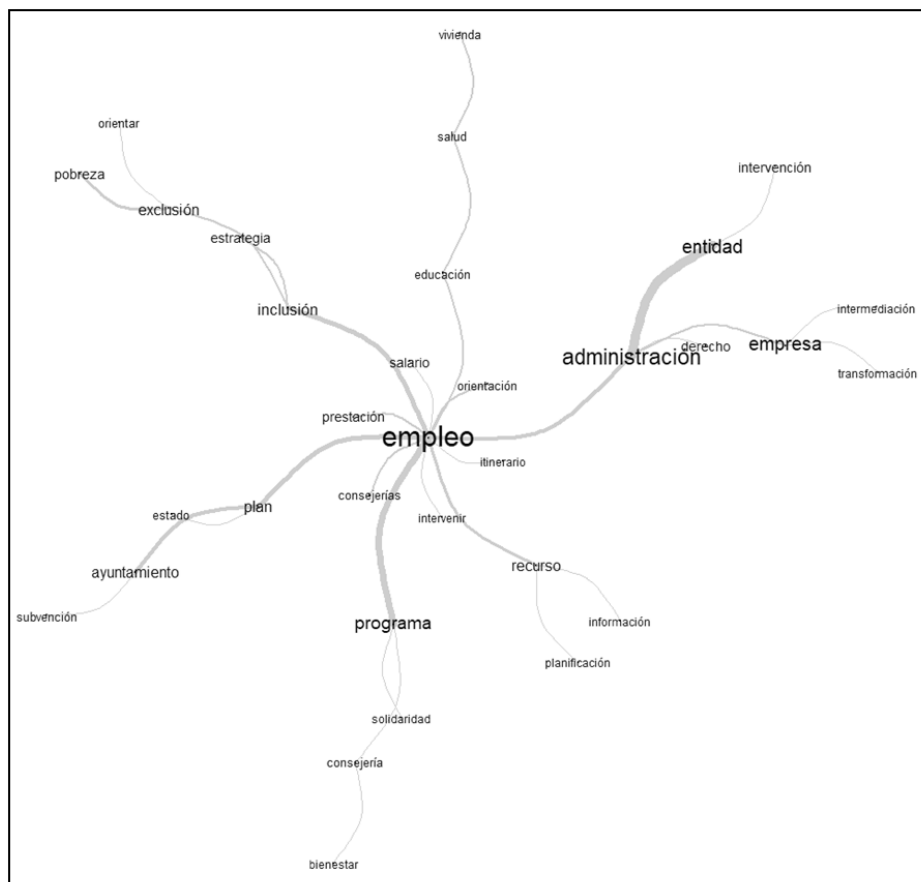 vivienda
orientar
salud
intervención
pobreza
exclusión
estrategia
entidad
educación
inclusión
intermediación
administración
derecho
empresa
salario
transformación
orientación
prestación
empleo
itinerario
consejerías
plan
estado
intervenir
recurso
ayuntamiento
subvención
programa
información
planificación
solidaridad
consejería
bienestar